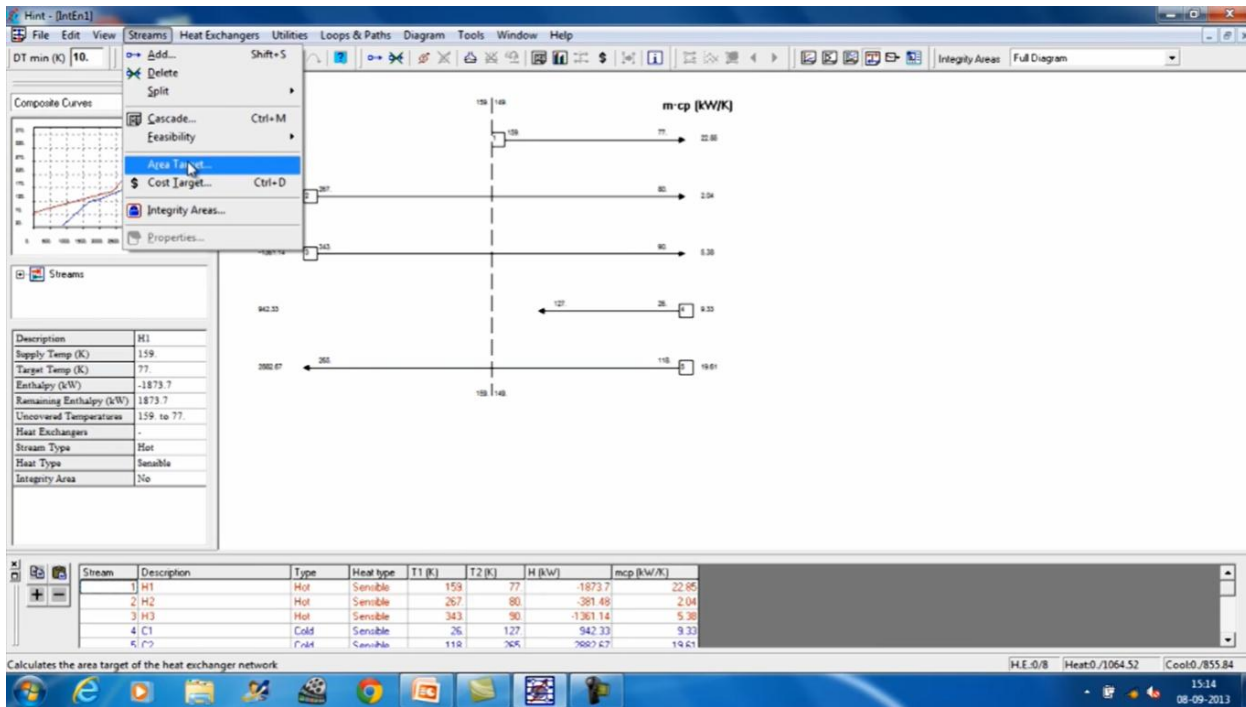 Hint - [IntEn1]
File Edit View Streams Heat Exchangers Utilities Loops & Paths Diagram Tools Window Help
DT min (K) 10.
Integrity Areas Full Diagram
Add... Shift+S
Delete
Split
Cascade... Ctrl+M
Feasibility
Area Target...
$ Cost Target... Ctrl+D
Integrity Areas...
Properties...
Composite Curves
159. 149.
m·cp (kW/K)
1 159. 77. 22.85
2 267. 80. 2.04
-1361.14 3 343. 90. 5.38
942.33 127. 26. 4 9.33
2882.67 265. 118. 5 19.61
159. 149.
Streams
Description H1
Supply Temp (K) 159.
Target Temp (K) 77.
Enthalpy (kW) -1873.7
Remaining Enthalpy (kW) 1873.7
Uncovered Temperatures 159. to 77.
Heat Exchangers -
Stream Type Hot
Heat Type Sensible
Integrity Area No
Stream Description Type Heat type T1 (K) T2 (K) H (kW) mcp (kW/K)
1 H1 Hot Sensible 159. 77. -1873.7 22.85
2 H2 Hot Sensible 267. 80. -381.48 2.04
3 H3 Hot Sensible 343. 90. -1361.14 5.38
4 C1 Cold Sensible 26. 127. 942.33 9.33
5 C2 Cold Sensible 118. 265. 2882.67 19.61
Calculates the area target of the heat exchanger network
H.E.:0/8 Heat:0./1064.52 Cool:0./855.84
15:14
08-09-2013